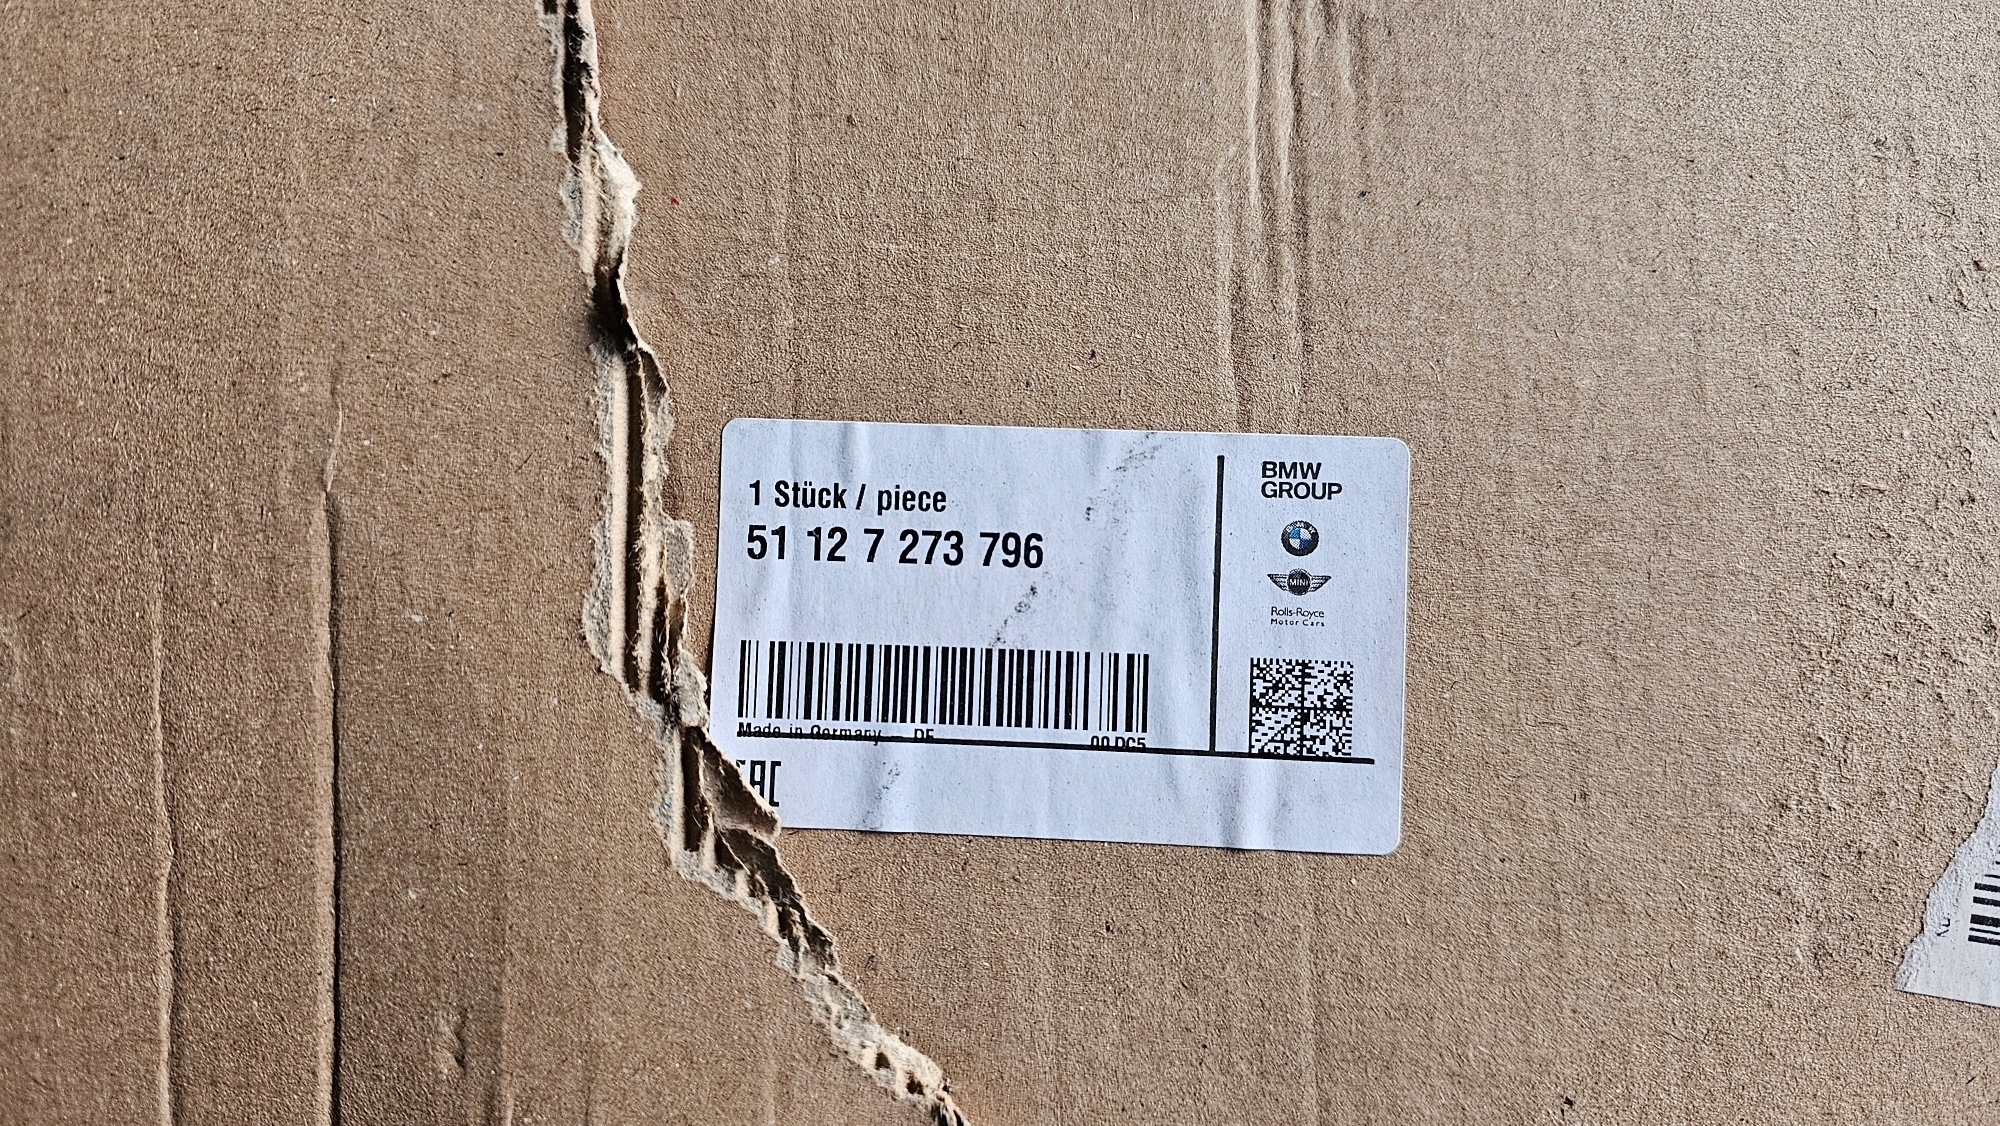 1 Stück / piece
51 12 7 273 796
Made in Germany – DE
00 DC5
EAC
BMW
GROUP
BMW
MINI
Rolls-Royce
Motor Cars